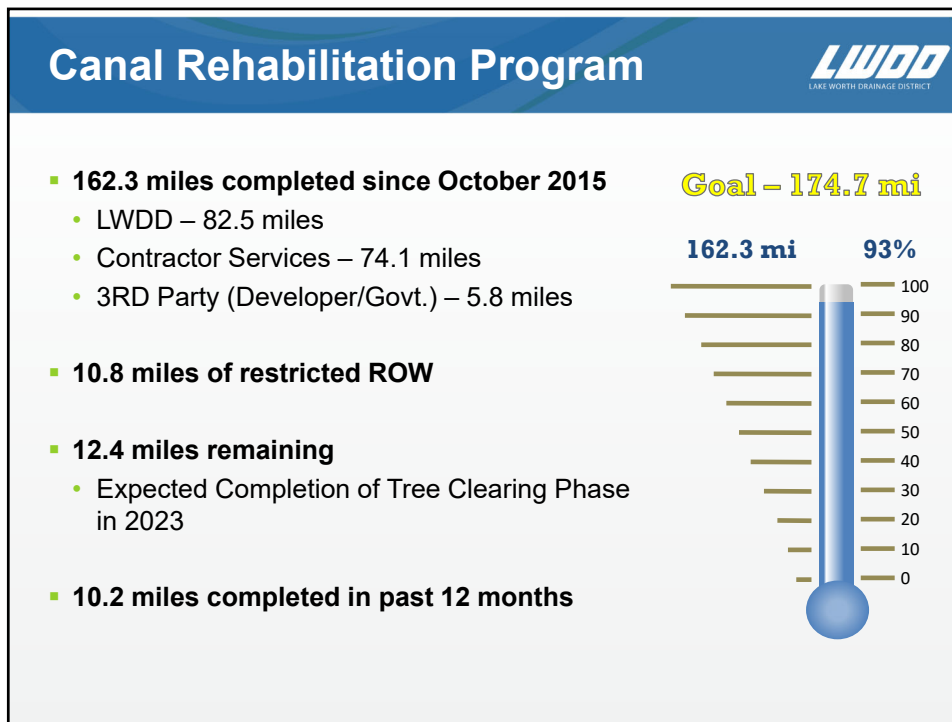 Canal Rehabilitation Program
LWDD
LAKE WORTH DRAINAGE DISTRICT
▪ 162.3 miles completed since October 2015
• LWDD – 82.5 miles
• Contractor Services – 74.1 miles
• 3RD Party (Developer/Govt.) – 5.8 miles
▪ 10.8 miles of restricted ROW
▪ 12.4 miles remaining
• Expected Completion of Tree Clearing Phase
in 2023
▪ 10.2 miles completed in past 12 months
Goal – 174.7 mi
162.3 mi 93%
100
90
80
70
60
50
40
30
20
10
0